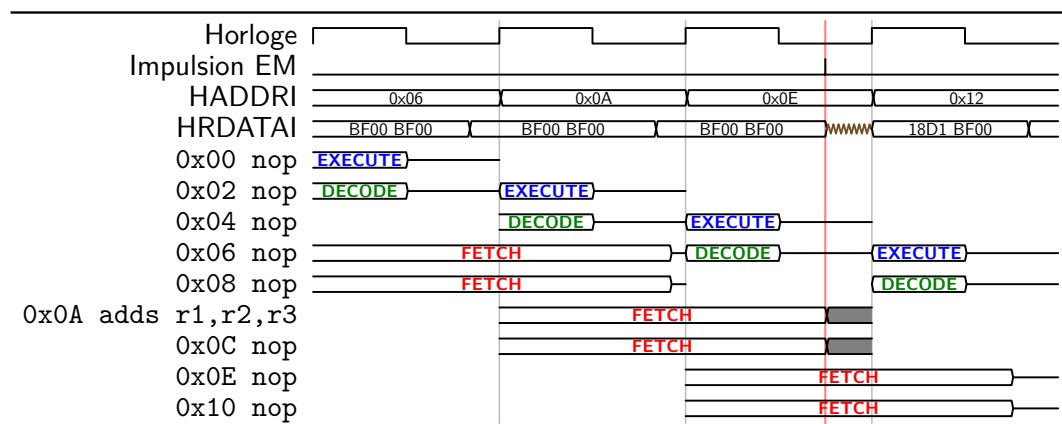 Horloge
Impulsion EM
HADDRI 0x06 0x0A 0x0E 0x12
HRDATAI BF00 BF00 BF00 BF00 BF00 BF00 18D1 BF00
0x00 nop EXECUTE
0x02 nop DECODE EXECUTE
0x04 nop DECODE EXECUTE
0x06 nop FETCH DECODE EXECUTE
0x08 nop FETCH DECODE
0x0A adds r1,r2,r3 FETCH
0x0C nop FETCH
0x0E nop FETCH
0x10 nop FETCH